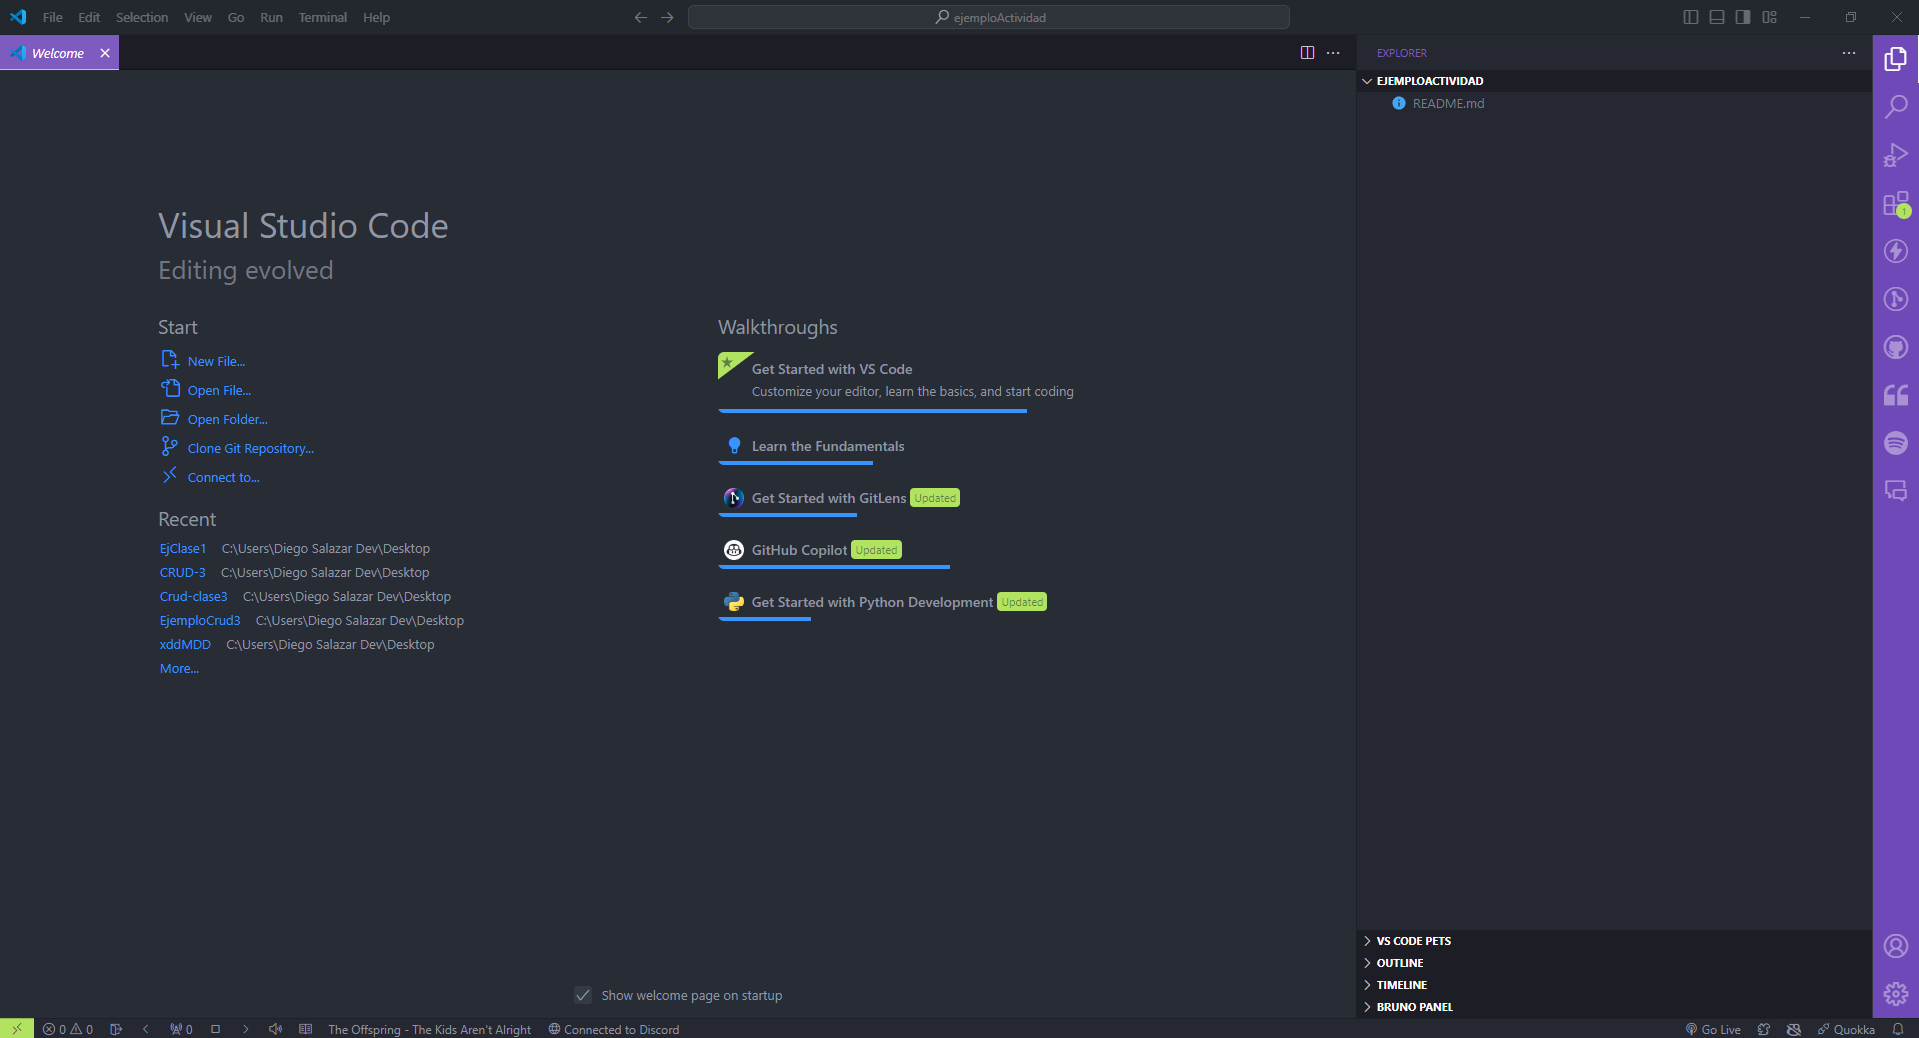 File Edit Selection View Go Run Terminal Help
ejemploActividad
Welcome
EXPLORER
EJEMPLOACTIVIDAD
README.md
1
Visual Studio Code
Editing evolved
Start
New File...
Open File...
Open Folder...
Clone Git Repository...
Connect to...
Recent
EjClase1 C:\Users\Diego Salazar Dev\Desktop
CRUD-3 C:\Users\Diego Salazar Dev\Desktop
Crud-clase3 C:\Users\Diego Salazar Dev\Desktop
EjemploCrud3 C:\Users\Diego Salazar Dev\Desktop
xddMDD C:\Users\Diego Salazar Dev\Desktop
More...
Walkthroughs
Get Started with VS Code
Customize your editor, learn the basics, and start coding
Learn the Fundamentals
Get Started with GitLens Updated
GitHub Copilot Updated
Get Started with Python Development Updated
VS CODE PETS
OUTLINE
TIMELINE
BRUNO PANEL
Show welcome page on startup
0 0 0 The Offspring - The Kids Aren't Alright Connected to Discord Go Live Quokka